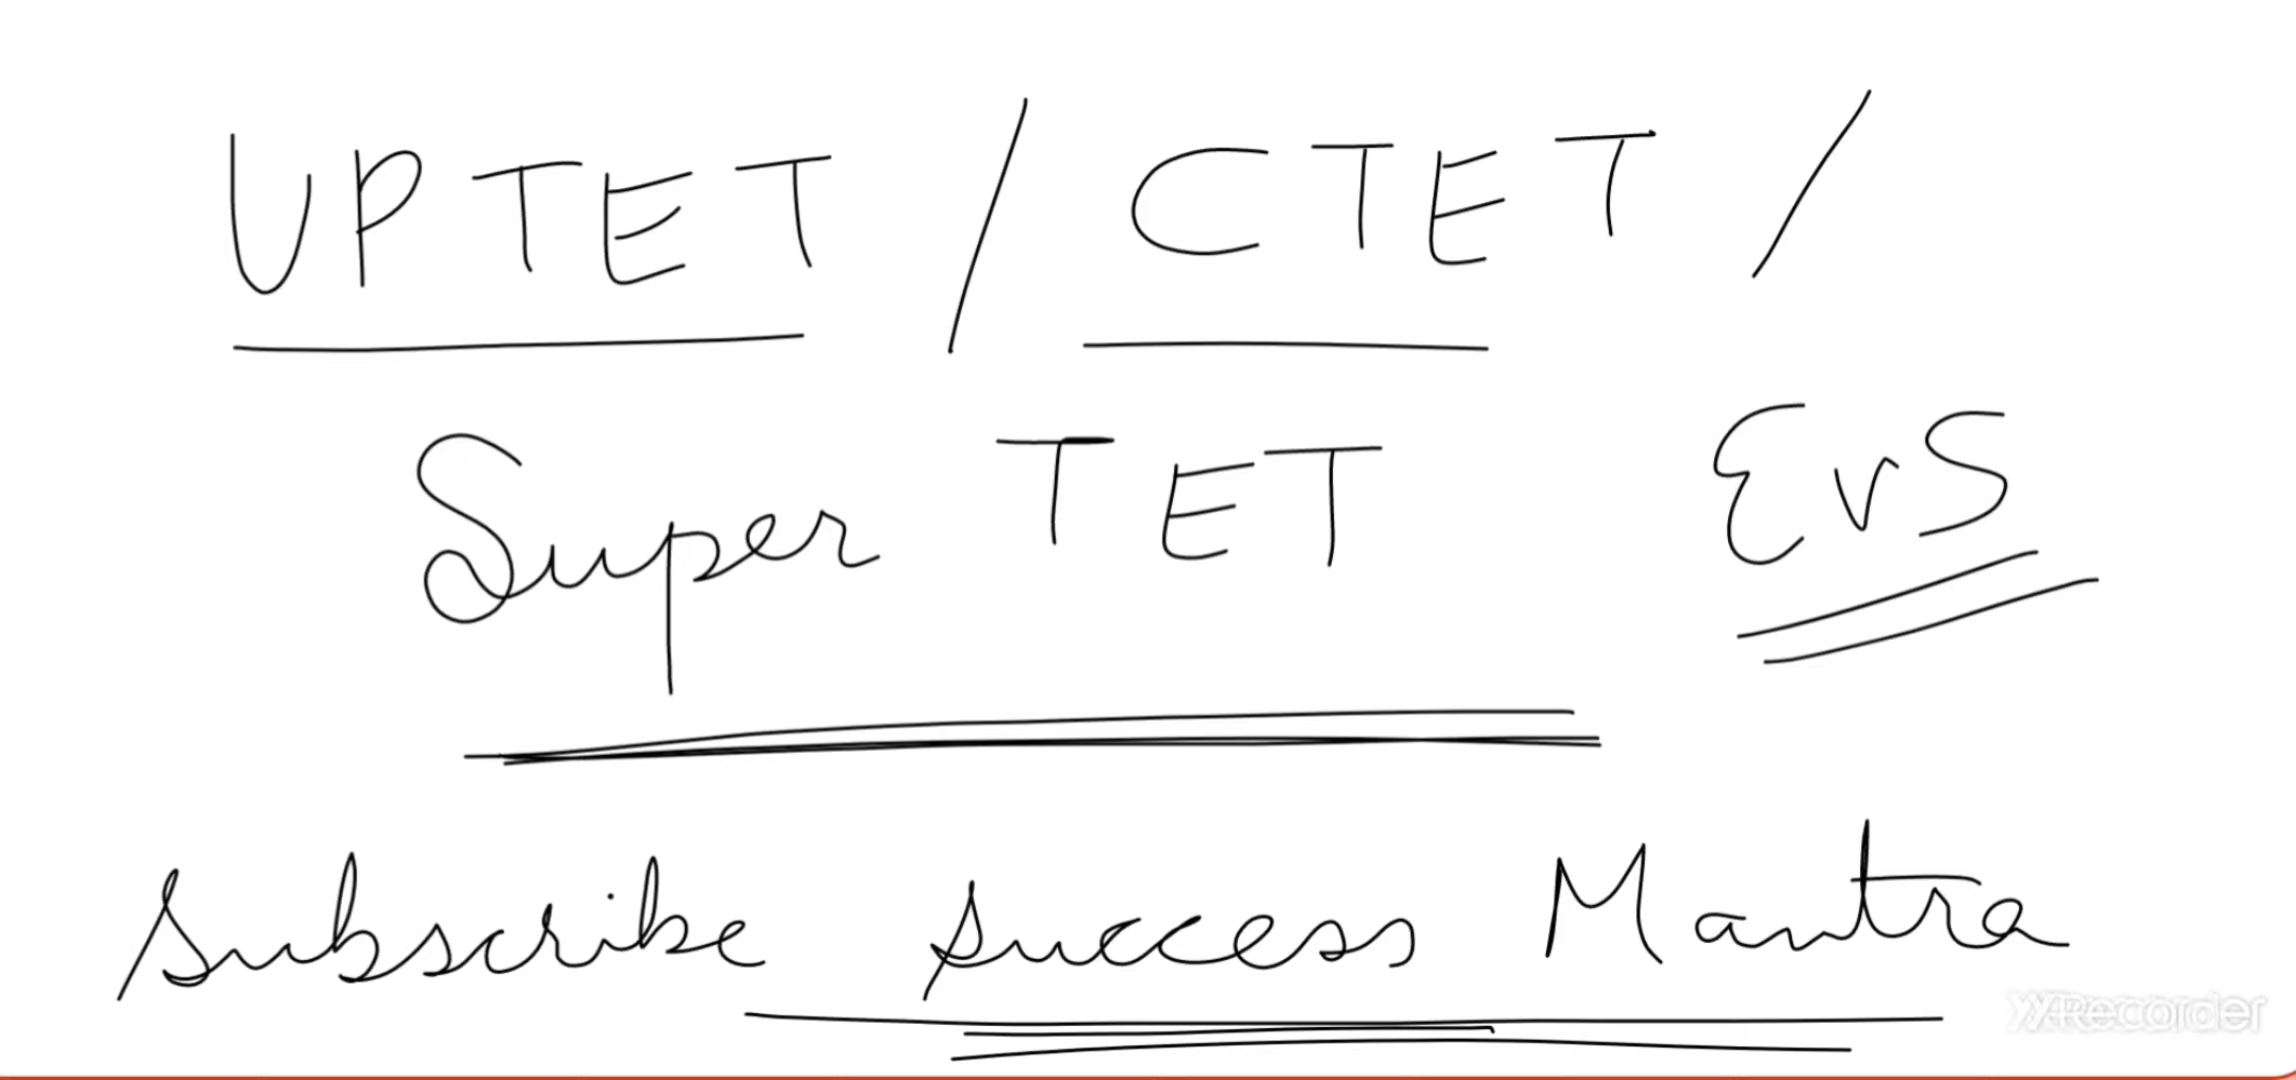 UPTET / CTET /
Super TET EvS
Subscribe Success Mantra
XRecorder